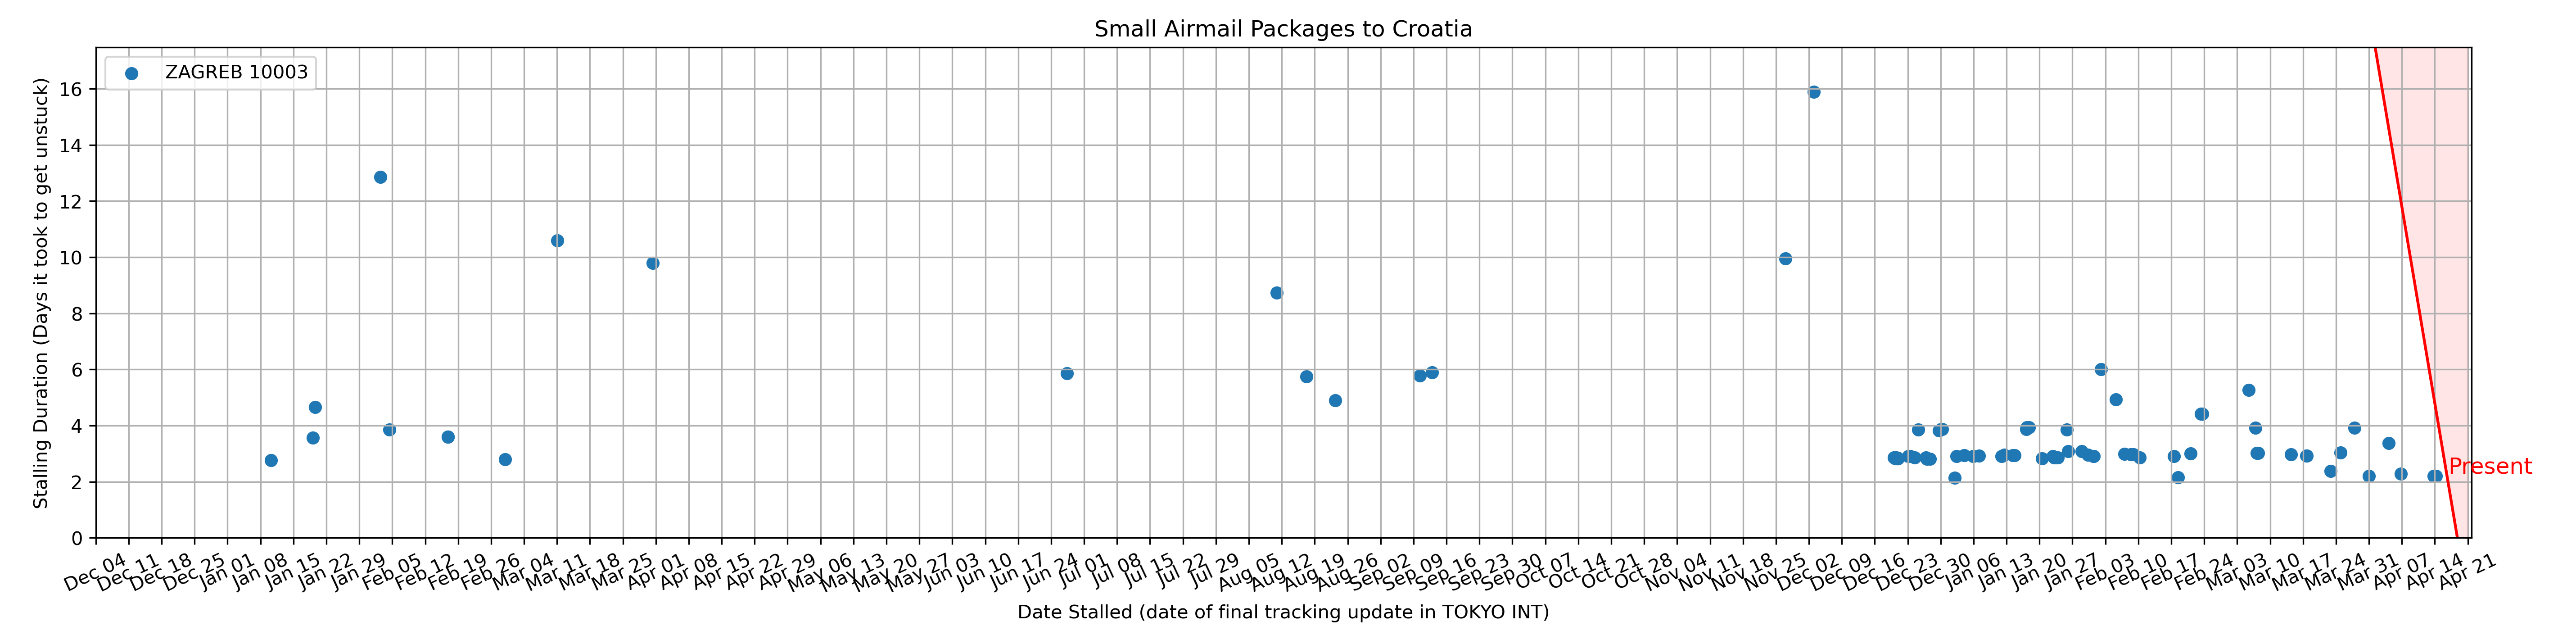 Small Airmail Packages to Croatia
ZAGREB 10003
Stalling Duration (Days it took to get unstuck)
16
14
12
10
8
6
4
2
0
Present
Dec 04
Dec 11
Dec 18
Dec 25
Jan 01
Jan 08
Jan 15
Jan 22
Jan 29
Feb 05
Feb 12
Feb 19
Feb 26
Mar 04
Mar 11
Mar 18
Mar 25
Apr 01
Apr 08
Apr 15
Apr 22
Apr 29
May 06
May 13
May 20
May 27
Jun 03
Jun 10
Jun 17
Jun 24
Jul 01
Jul 08
Jul 15
Jul 22
Jul 29
Aug 05
Aug 12
Aug 19
Aug 26
Sep 02
Sep 09
Sep 16
Sep 23
Sep 30
Oct 07
Oct 14
Oct 21
Oct 28
Nov 04
Nov 11
Nov 18
Nov 25
Dec 02
Dec 09
Dec 16
Dec 23
Dec 30
Jan 06
Jan 13
Jan 20
Jan 27
Feb 03
Feb 10
Feb 17
Feb 24
Mar 03
Mar 10
Mar 17
Mar 24
Mar 31
Apr 07
Apr 14
Apr 21
Date Stalled (date of final tracking update in TOKYO INT)